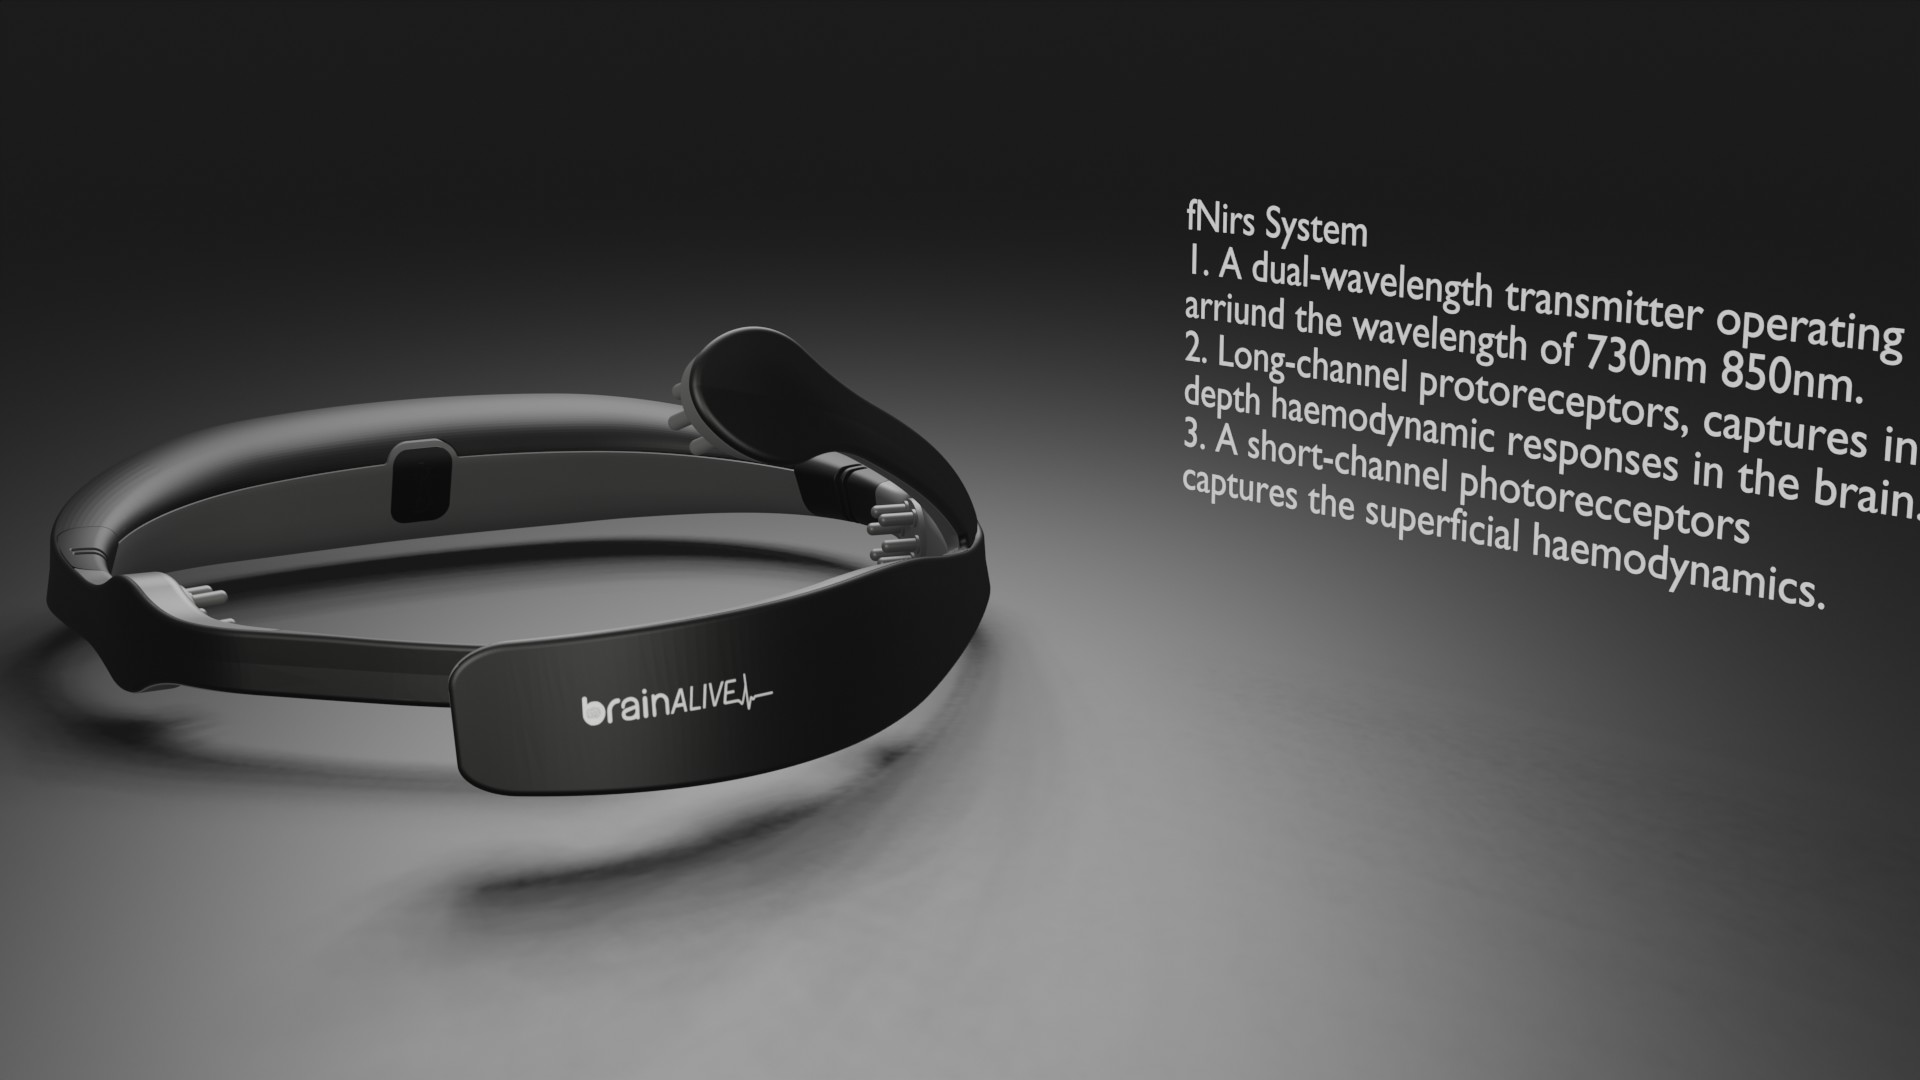 fNirs System
1. A dual-wavelength transmitter operating
arriund the wavelength of 730nm 850nm.
2. Long-channel protoreceptors, captures in
depth haemodynamic responses in the brain.
3. A short-channel photorecceptors
captures the superficial haemodynamics.
brainALIVE